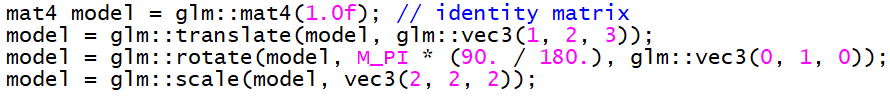 mat4 model = glm::mat4(1.0f); // identity matrix
model = glm::translate(model, glm::vec3(1, 2, 3));
model = glm::rotate(model, M_PI * (90. / 180.), glm::vec3(0, 1, 0));
model = glm::scale(model, vec3(2, 2, 2));